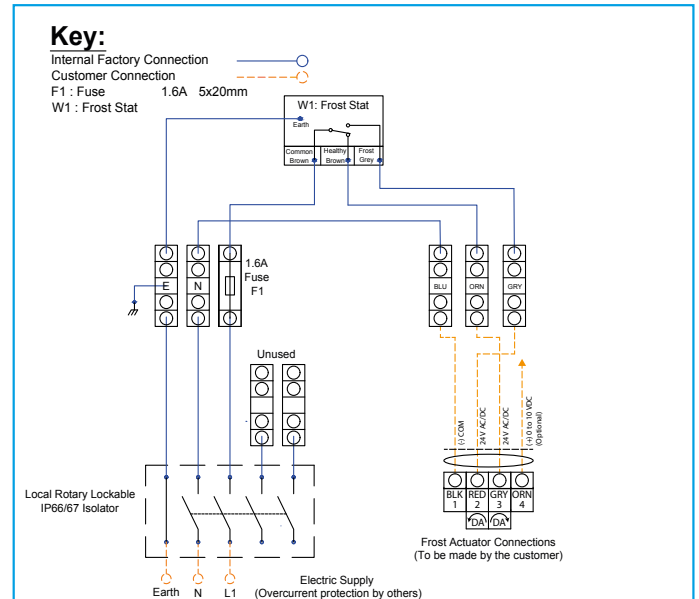 Key:
Internal Factory Connection
Customer Connection
F1 : Fuse 1.6A 5x20mm
W1 : Frost Stat
W1: Frost Stat
Earth
Common Brown
Healthy Brown
Frost Grey
E
N
1.6A
Fuse
F1
BLU
ORN
GRY
Unused
(-) COM
24V AC/DC
24V AC/DC
(+) 0 to 10 VDC
(Optional)
Local Rotary Lockable
IP66/67 Isolator
BLK
1
RED
2
GRY
3
ORN
4
DA
DA
Frost Actuator Connections
(To be made by the customer)
Earth N L1
Electric Supply
(Overcurrent protection by others)